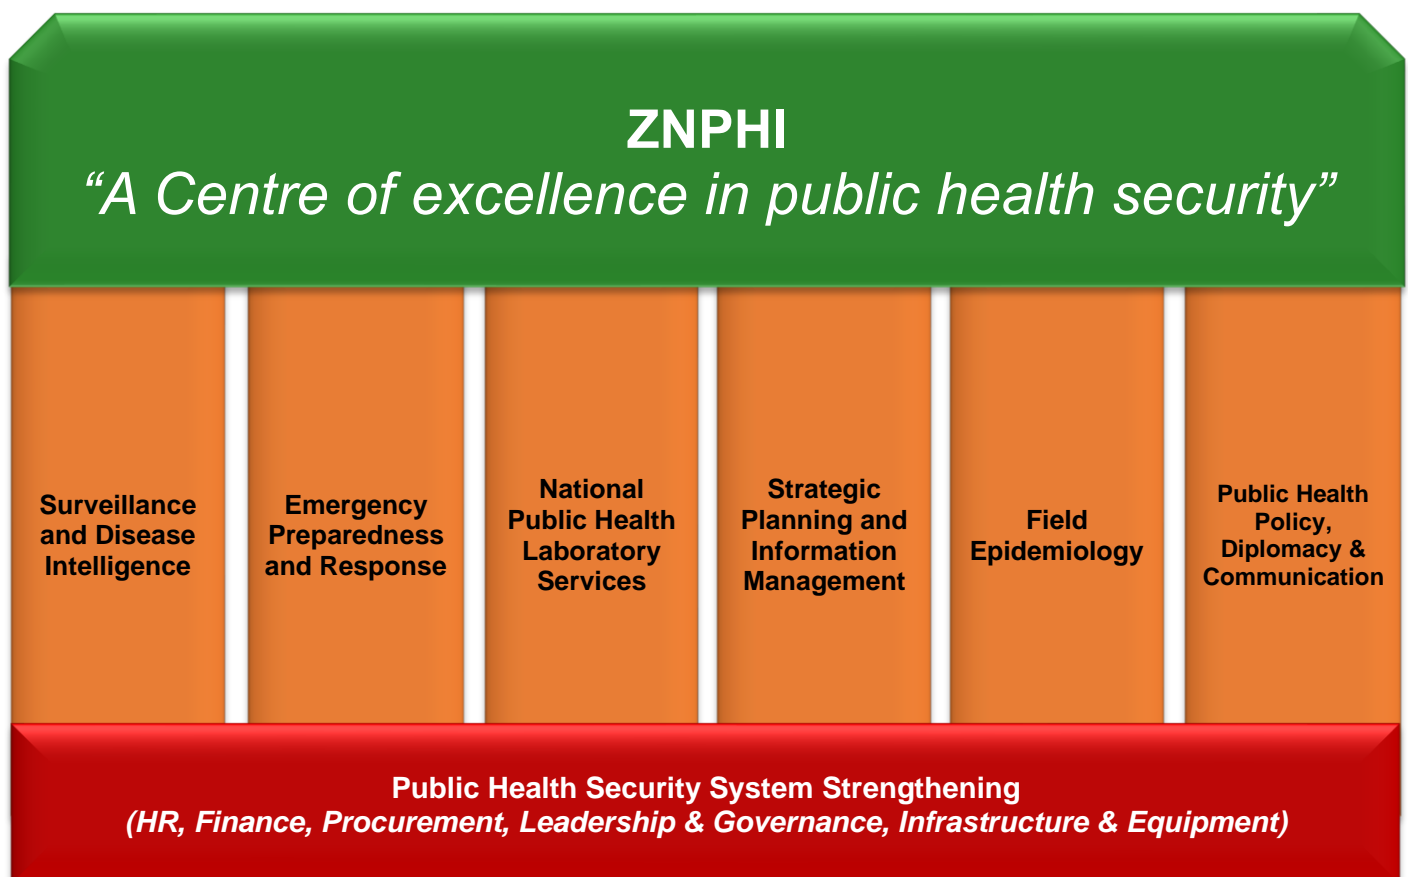 ZNPHI
“A Centre of excellence in public health security”
Surveillance
and Disease
Intelligence
Emergency
Preparedness
and Response
National
Public Health
Laboratory
Services
Strategic
Planning and
Information
Management
Field
Epidemiology
Public Health
Policy,
Diplomacy &
Communication
Public Health Security System Strengthening
(HR, Finance, Procurement, Leadership & Governance, Infrastructure & Equipment)